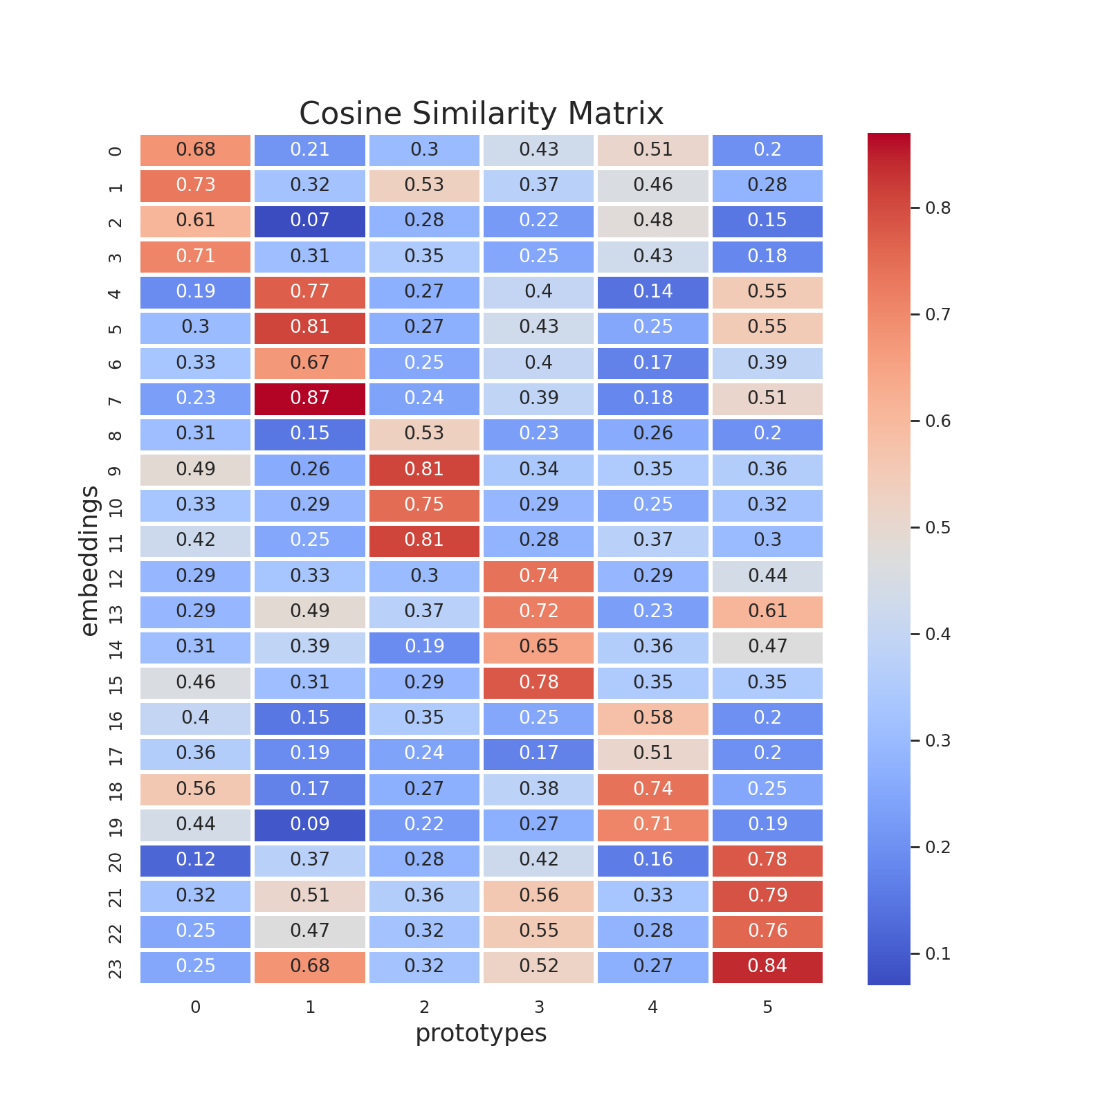 Cosine Similarity Matrix
0 0.68 0.21 0.3 0.43 0.51 0.2
1 0.73 0.32 0.53 0.37 0.46 0.28
2 0.61 0.07 0.28 0.22 0.48 0.15
3 0.71 0.31 0.35 0.25 0.43 0.18
4 0.19 0.77 0.27 0.4 0.14 0.55
5 0.3 0.81 0.27 0.43 0.25 0.55
6 0.33 0.67 0.25 0.4 0.17 0.39
7 0.23 0.87 0.24 0.39 0.18 0.51
8 0.31 0.15 0.53 0.23 0.26 0.2
9 0.49 0.26 0.81 0.34 0.35 0.36
10 0.33 0.29 0.75 0.29 0.25 0.32
11 0.42 0.25 0.81 0.28 0.37 0.3
12 0.29 0.33 0.3 0.74 0.29 0.44
13 0.29 0.49 0.37 0.72 0.23 0.61
14 0.31 0.39 0.19 0.65 0.36 0.47
15 0.46 0.31 0.29 0.78 0.35 0.35
16 0.4 0.15 0.35 0.25 0.58 0.2
17 0.36 0.19 0.24 0.17 0.51 0.2
18 0.56 0.17 0.27 0.38 0.74 0.25
19 0.44 0.09 0.22 0.27 0.71 0.19
20 0.12 0.37 0.28 0.42 0.16 0.78
21 0.32 0.51 0.36 0.56 0.33 0.79
22 0.25 0.47 0.32 0.55 0.28 0.76
23 0.25 0.68 0.32 0.52 0.27 0.84
0 1 2 3 4 5
prototypes
embeddings
0.8
0.7
0.6
0.5
0.4
0.3
0.2
0.1